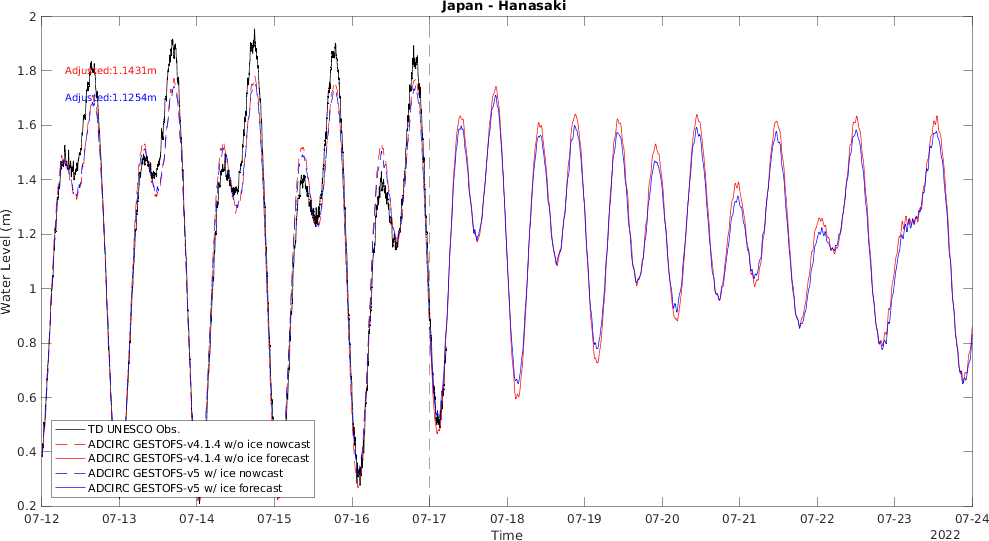 Japan - Hanasaki
2
1.8
1.6
1.4
1.2
1
0.8
0.6
0.4
0.2
Water Level (m)
Adjusted:1.1431m
Adjusted:1.1254m
TD UNESCO Obs.
ADCIRC GESTOFS-v4.1.4 w/o ice nowcast
ADCIRC GESTOFS-v4.1.4 w/o ice forecast
ADCIRC GESTOFS-v5 w/ ice nowcast
ADCIRC GESTOFS-v5 w/ ice forecast
07-12 07-13 07-14 07-15 07-16 07-17 07-18 07-19 07-20 07-21 07-22 07-23 07-24
Time
2022